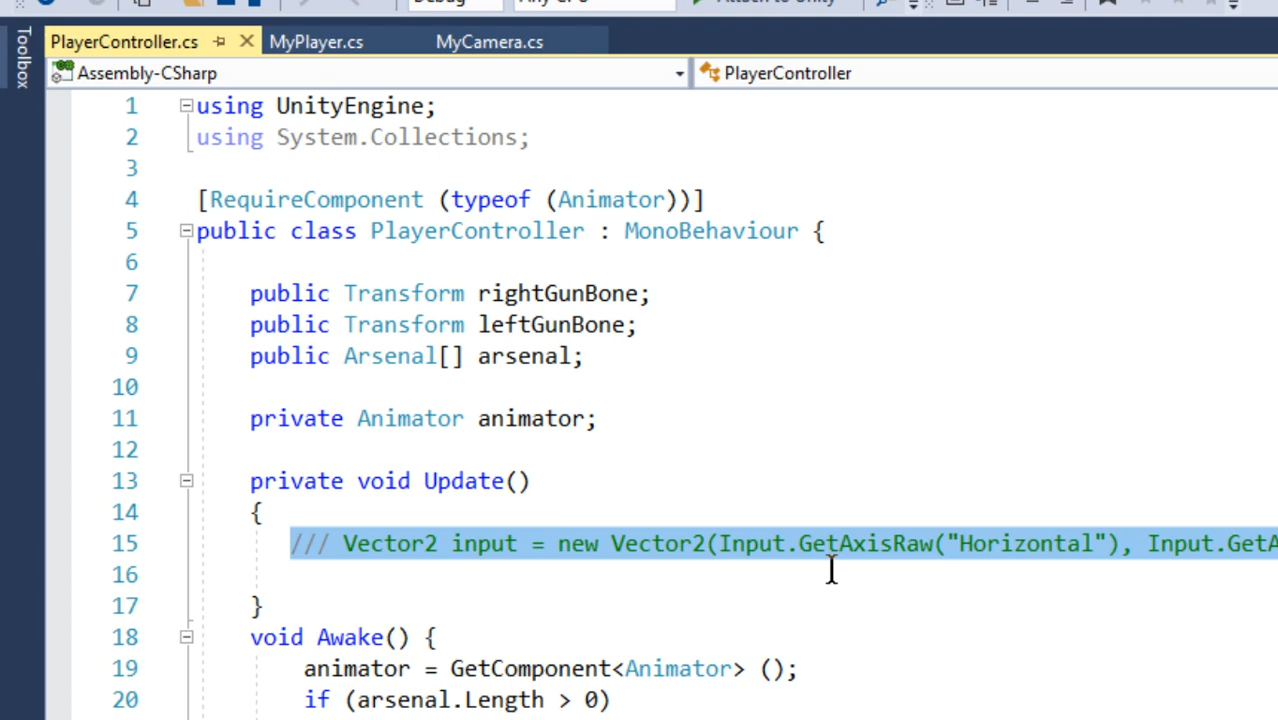 Toolbox
PlayerController.cs MyPlayer.cs MyCamera.cs
Assembly-CSharp PlayerController
1 using UnityEngine;
2 using System.Collections;
3
4 [RequireComponent (typeof (Animator))]
5 public class PlayerController : MonoBehaviour {
6
7 public Transform rightGunBone;
8 public Transform leftGunBone;
9 public Arsenal[] arsenal;
10
11 private Animator animator;
12
13 private void Update()
14 {
15 /// Vector2 input = new Vector2(Input.GetAxisRaw("Horizontal"), Input.GetA
16
17 }
18 void Awake() {
19 animator = GetComponent<Animator> ();
20 if (arsenal.Length > 0)